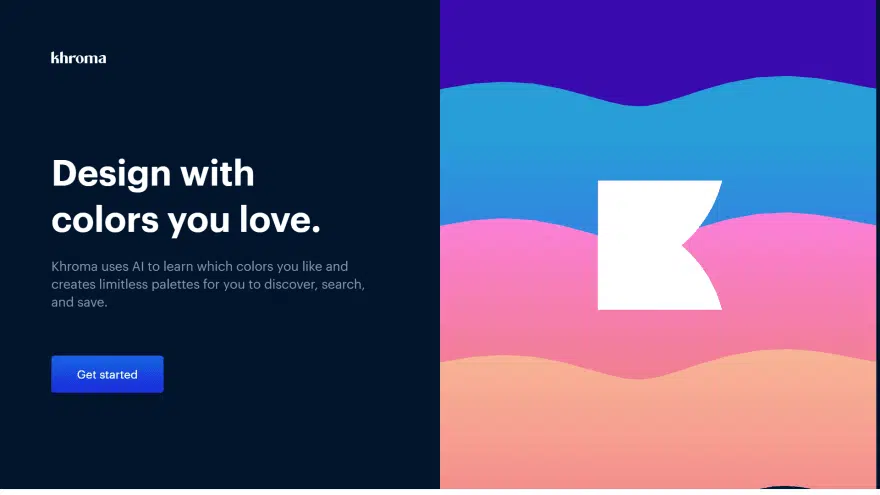 khroma
Design with
colors you love.
Khroma uses AI to learn which colors you like and
creates limitless palettes for you to discover, search,
and save.
Get started